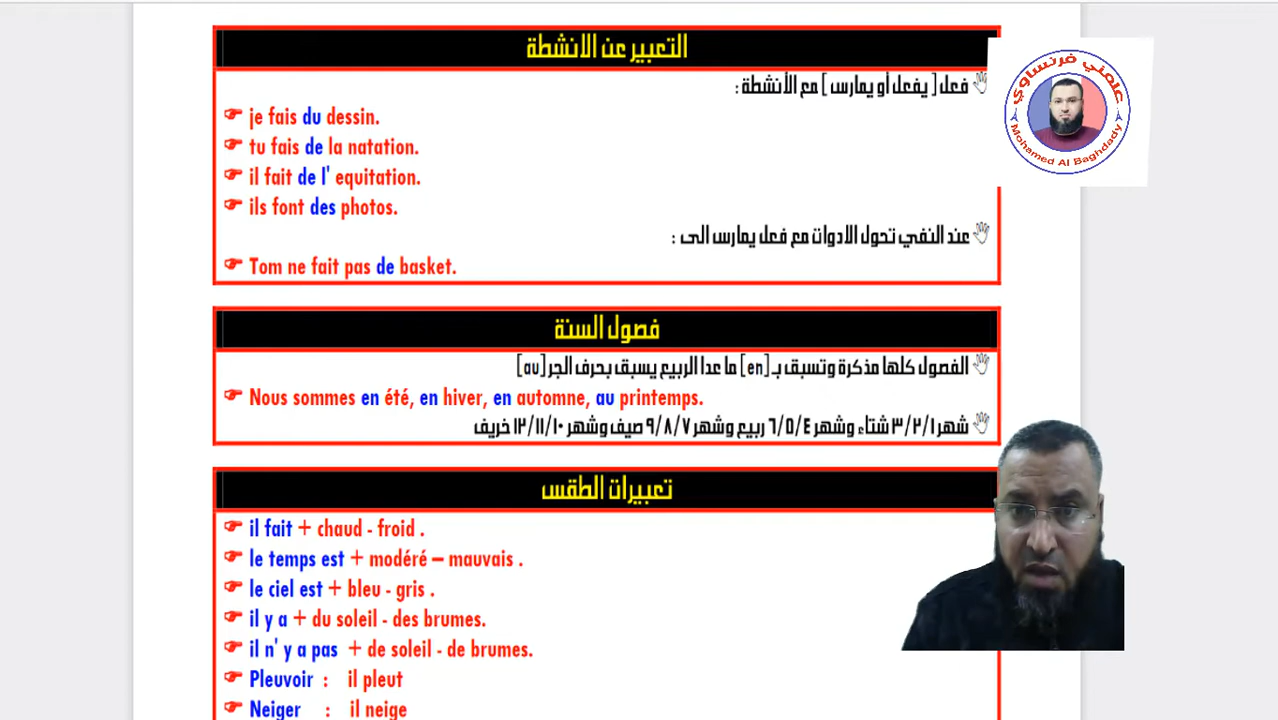 التعبير عن الانشطة
فعل [ يفعل أو يمارس ] مع الأنشطة :
je fais du dessin.
tu fais de la natation.
il fait de l' equitation.
ils font des photos.
عند النفي تحول الادوات مع فعل يمارس الى :
Tom ne fait pas de basket.
فصول السنة
الفصول كلها مذكرة وتسبق بـ [en] ما عدا الربيع يسبق بحرف الجر [au]
Nous sommes en été, en hiver, en automne, au printemps.
شهر ٣/٢/١ شتاء وشهر ٦/٥/٤ ربيع وشهر ٩/٨/٧ صيف وشهر ١٢/١١/١٠ خريف
تعبيرات الطقس
il fait + chaud - froid .
le temps est + modéré – mauvais .
le ciel est + bleu - gris .
il y a + du soleil - des brumes.
il n' y a pas + de soleil - de brumes.
Pleuvoir : il pleut
Neiger : il neige
علمني فرنساوي
Mohamed Al Baghdady